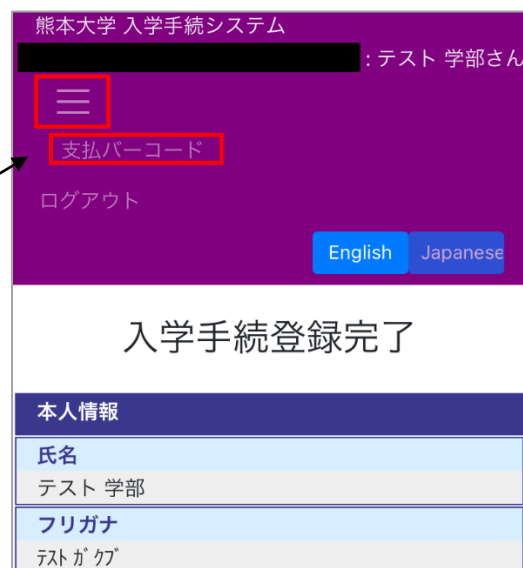 熊本大学 入学手続システム
: テスト 学部さん
支払バーコード
ログアウト
English Japanese
入学手続登録完了
本人情報
氏名
テスト 学部
フリガナ
ﾃｽﾄ ｶﾞｸﾌﾞ